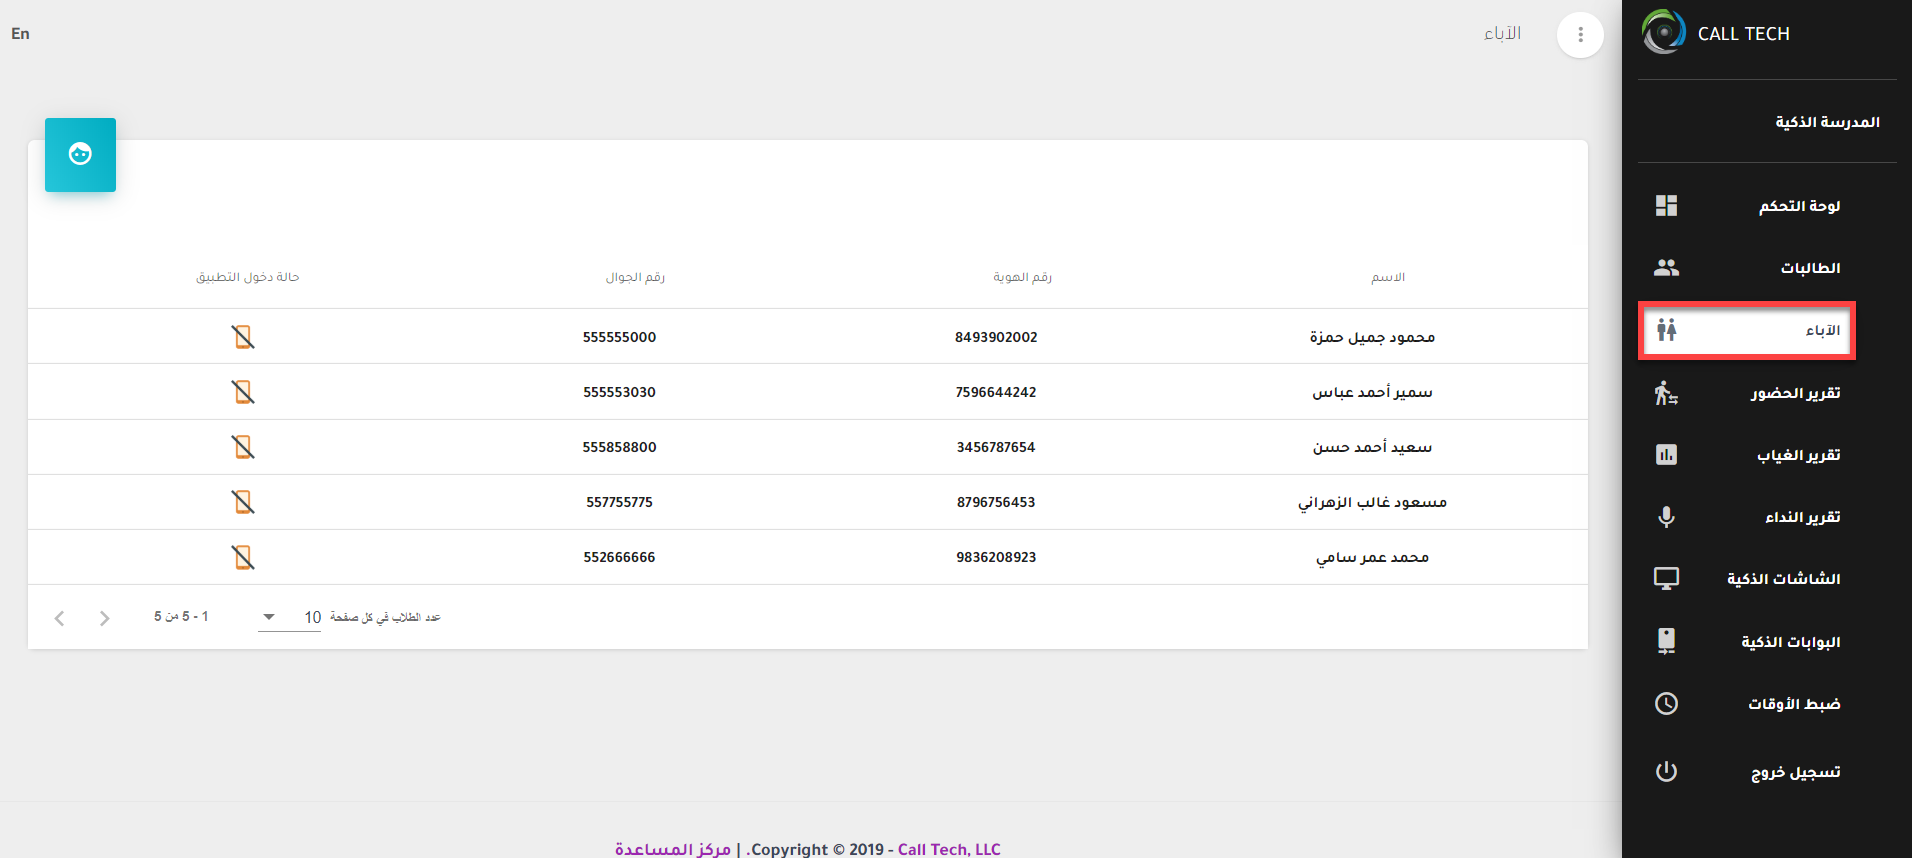 CALL TECH
المدرسة الذكية
لوحة التحكم
الطالبات
الآباء
تقرير الحضور
تقرير الغياب
تقرير النداء
الشاشات الذكية
البوابات الذكية
ضبط الأوقات
تسجيل خروج
الآباء
En
الاسم رقم الهوية رقم الجوال حالة دخول التطبيق
محمود جميل حمزة 8493902002 555555000
سمير أحمد عباس 7596644242 555553030
سعيد أحمد حسن 3456787654 555858800
مسعود غالب الزهراني 8796756453 557755775
محمد عمر سامي 9836208923 552666666
عدد الطلاب في كل صفحة 10 1 - 5 من 5
مركز المساعدة | .Copyright © 2019 - Call Tech, LLC